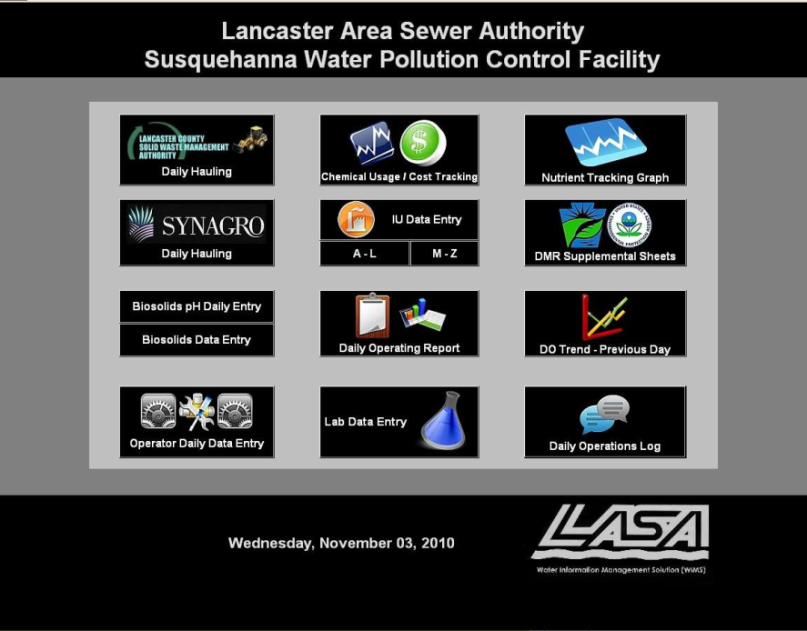 Lancaster Area Sewer Authority
Susquehanna Water Pollution Control Facility
LANCASTER COUNTY
SOLID WASTE MANAGEMENT
AUTHORITY
Daily Hauling
Chemical Usage / Cost Tracking
$
Nutrient Tracking Graph
SYNAGRO
Daily Hauling
IU Data Entry
A - L
M - Z
DMR Supplemental Sheets
Biosolids pH Daily Entry
Biosolids Data Entry
Daily Operating Report
DO Trend - Previous Day
Operator Daily Data Entry
Lab Data Entry
Daily Operations Log
Wednesday, November 03, 2010
LASA
Water Information Management Solution (WIMS)